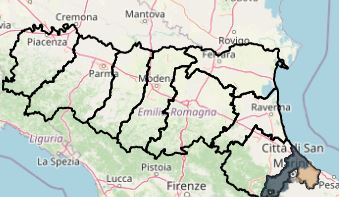 Cremona
Mantova
Piacenza
Rovigo
Ferrara
Parma
Modena
Emilia-Romagna
Ravenna
Liguria
La Spezia
Città di San
Marino
Pistoia
Firenze
Pesa